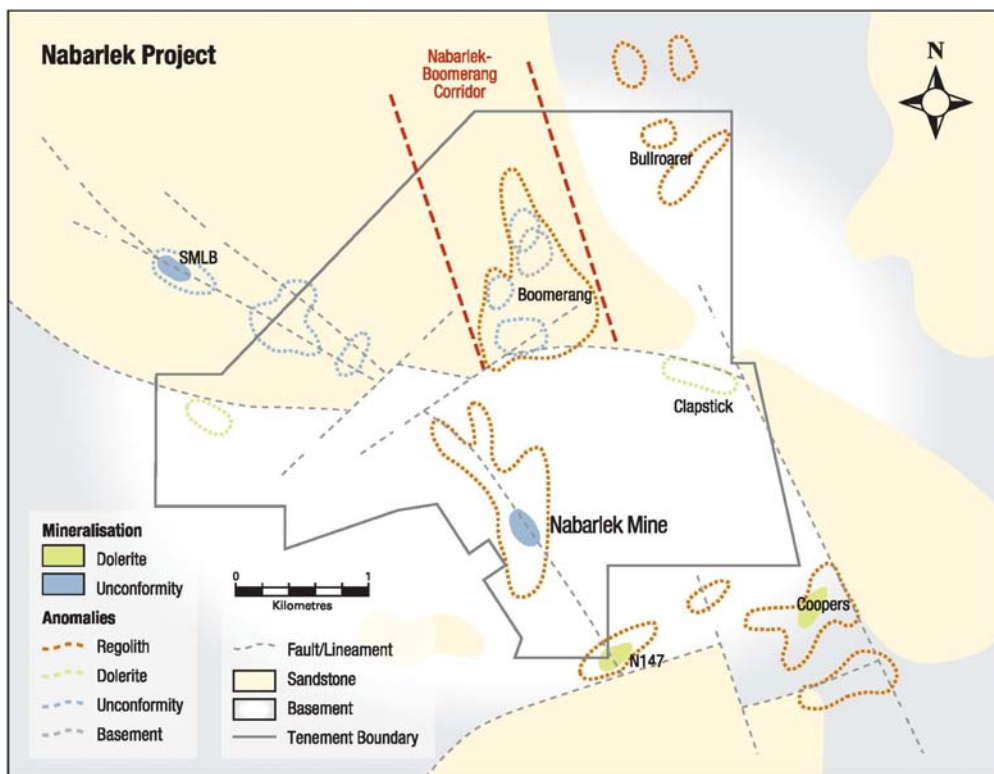 Nabarlek Project
Nabarlek-
Boomerang
Corridor
N
Bullroarer
SMLB
Boomerang
Clapstick
Nabarlek Mine
Coopers
N147
Mineralisation
Dolerite
Unconformity
Anomalies
Regolith
Dolerite
Unconformity
Basement
0 1
Kilometres
Fault/Lineament
Sandstone
Basement
Tenement Boundary